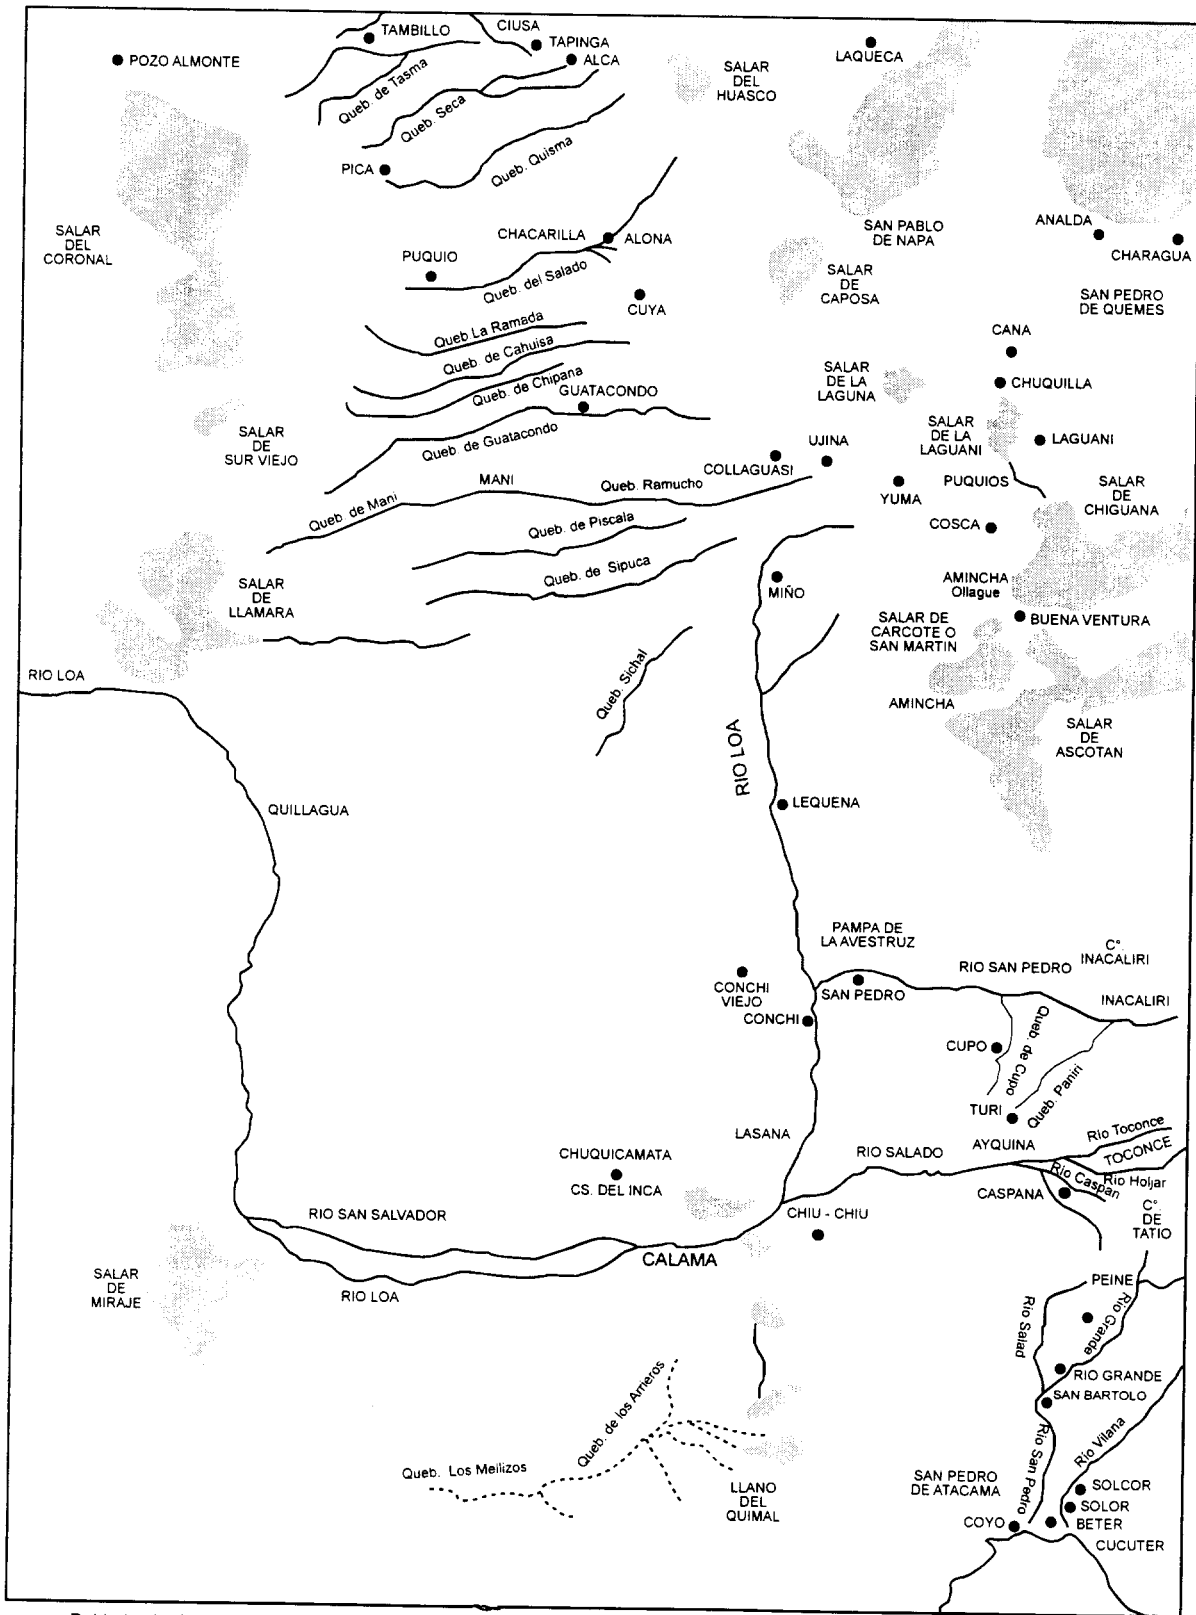 TAMBILLO
CIUSA
TAPINGA
ALCA
POZO ALMONTE
Queb. de Tasma
Queb. Seca
PICA
Queb. Quisma
SALAR
DEL
HUASCO
LAQUECA
SALAR
DEL
CORONAL
CHACARILLA
ALONA
PUQUIO
Queb. del Salado
CUYA
SAN PABLO
DE NAPA
ANALDA
CHARAGUA
SALAR
DE
CAPOSA
SAN PEDRO
DE QUEMES
Queb La Ramada
Queb. de Cahuisa
Queb. de Chipana
GUATACONDO
Queb. de Guatacondo
CANA
CHUQUILLA
SALAR
DE LA
LAGUNA
SALAR
DE LA
LAGUANI
LAGUANI
SALAR
DE
SUR VIEJO
UJINA
COLLAGUASI
MANI
Queb. Ramucho
Queb. de Mani
YUMA
PUQUIOS
SALAR
DE
CHIGUANA
COSCA
Queb. de Piscala
Queb. de Sipuca
SALAR
DE
LLAMARA
MIÑO
AMINCHA
Ollague
BUENA VENTURA
SALAR DE
CARCOTE O
SAN MARTIN
RIO LOA
Queb. Sichal
AMINCHA
SALAR
DE
ASCOTAN
RIO LOA
QUILLAGUA
LEQUENA
PAMPA DE
LA AVESTRUZ
C°.
INACALIRI
RIO SAN PEDRO
CONCHI
VIEJO
SAN PEDRO
INACALIRI
CONCHI
CUPO
Queb. de Cupo
Queb. Paniri
TURI
LASANA
AYQUINA
Rio Toconce
TOCONCE
RIO SALADO
CHUQUICAMATA
CS. DEL INCA
Rio Caspan
Rio Holjar
CASPANA
RIO SAN SALVADOR
CHIU - CHIU
C°
DE
TATIO
CALAMA
SALAR
DE
MIRAJE
RIO LOA
PEINE
Rio Salad
Rio Grande
RIO GRANDE
SAN BARTOLO
Queb. de los Arrieros
Queb. Los Meilizos
Rio Vilana
Rio San Pedro
LLANO
DEL
QUIMAL
SAN PEDRO
DE ATACAMA
SOLCOR
SOLOR
COYO
BETER
CUCUTER